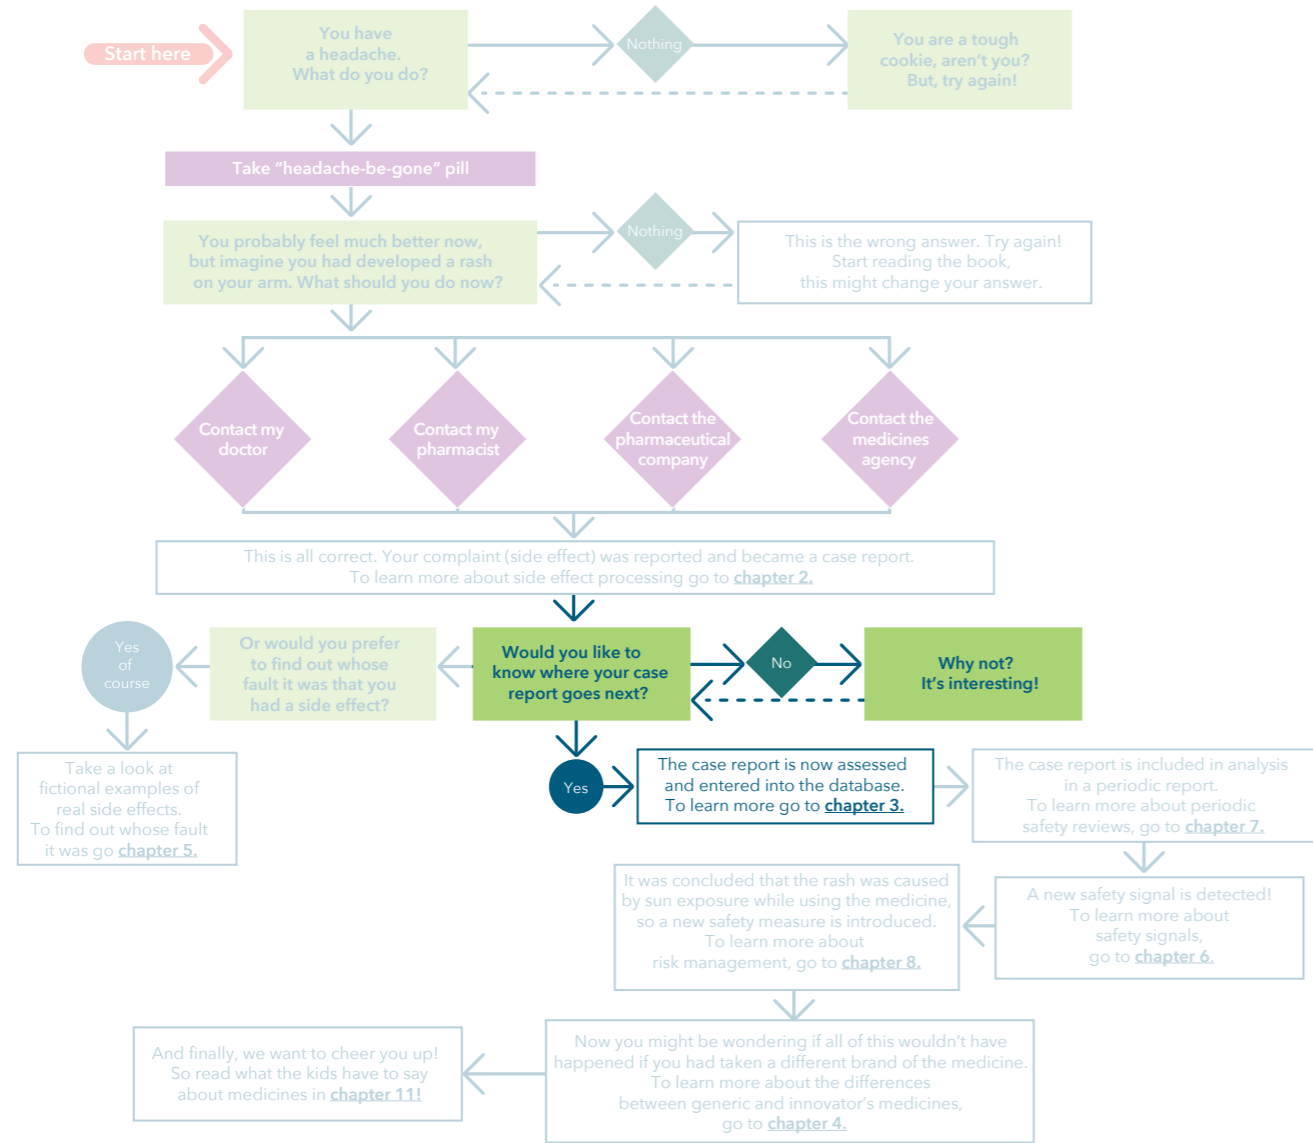 Start here
You have
a headache.
What do you do?
Nothing
You are a tough
cookie, aren't you?
But, try again!
Take “headache-be-gone” pill
You probably feel much better now,
but imagine you had developed a rash
on your arm. What should you do now?
Nothing
This is the wrong answer. Try again!
Start reading the book,
this might change your answer.
Contact my
doctor
Contact my
pharmacist
Contact the
pharmaceutical
company
Contact the
medicines
agency
This is all correct. Your complaint (side effect) was reported and became a case report.
To learn more about side effect processing go to chapter 2.
Yes
of
course
Or would you prefer
to find out whose
fault it was that you
had a side effect?
Would you like to
know where your case
report goes next?
No
Why not?
It's interesting!
Take a look at
fictional examples of
real side effects.
To find out whose fault
it was go chapter 5.
Yes
The case report is now assessed
and entered into the database.
To learn more go to chapter 3.
The case report is included in analysis
in a periodic report.
To learn more about periodic
safety reviews, go to chapter 7.
It was concluded that the rash was caused
by sun exposure while using the medicine,
so a new safety measure is introduced.
To learn more about
risk management, go to chapter 8.
A new safety signal is detected!
To learn more about
safety signals,
go to chapter 6.
And finally, we want to cheer you up!
So read what the kids have to say
about medicines in chapter 11!
Now you might be wondering if all of this wouldn't have
happened if you had taken a different brand of the medicine.
To learn more about the differences
between generic and innovator's medicines,
go to chapter 4.